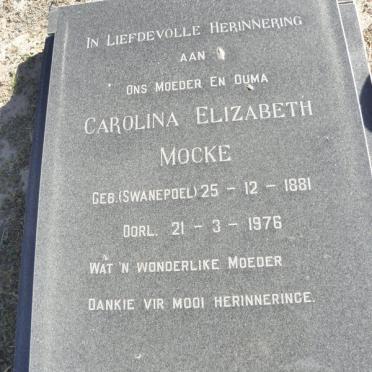 IN LIEFDEVOLLE HERINNERING
AAN
ONS MOEDER EN OUMA
CAROLINA ELIZABETH
MOCKE
GEB.(SWANEPOEL) 25 - 12 - 1881
OORL. 21 - 3 - 1976
WAT 'N WONDERLIKE MOEDER
DANKIE VIR MOOI HERINNERINGE.